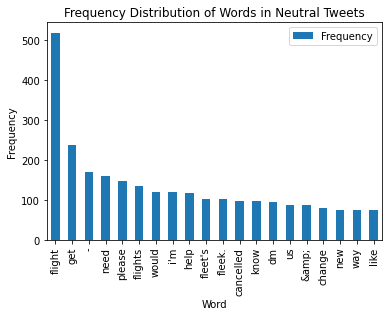 Frequency Distribution of Words in Neutral Tweets
Frequency
500
400
300
200
100
0
Frequency
flight
get
-
need
please
flights
would
i'm
help
fleet's
fleek.
cancelled
know
dm
us
&amp;
change
new
way
like
Word